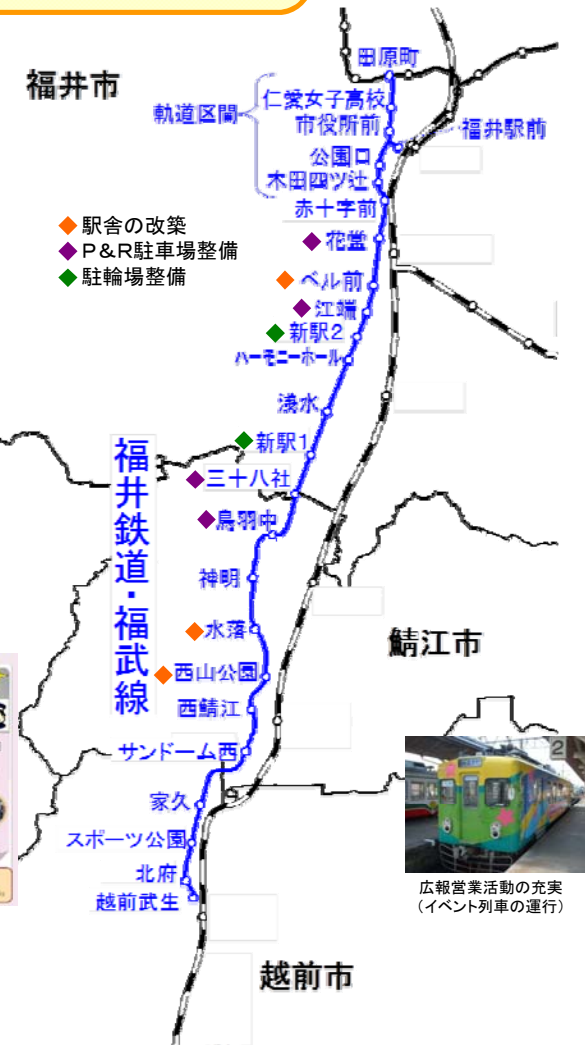 福井市
田原町
仁愛女子高校
軌道区間
市役所前
福井駅前
公園口
木田四ツ辻
赤十字前
◆ 駅舎の改築
◆ P&R駐車場整備
◆ 駐輪場整備
花堂
ベル前
江端
新駅2
ハーモニーホール
浅水
新駅1
三十八社
鳥羽中
福井鉄道・福武線
神明
水落
鯖江市
西山公園
西鯖江
サンドーム西
2
家久
スポーツ公園
北府
越前武生
広報営業活動の充実
(イベント列車の運行)
越前市